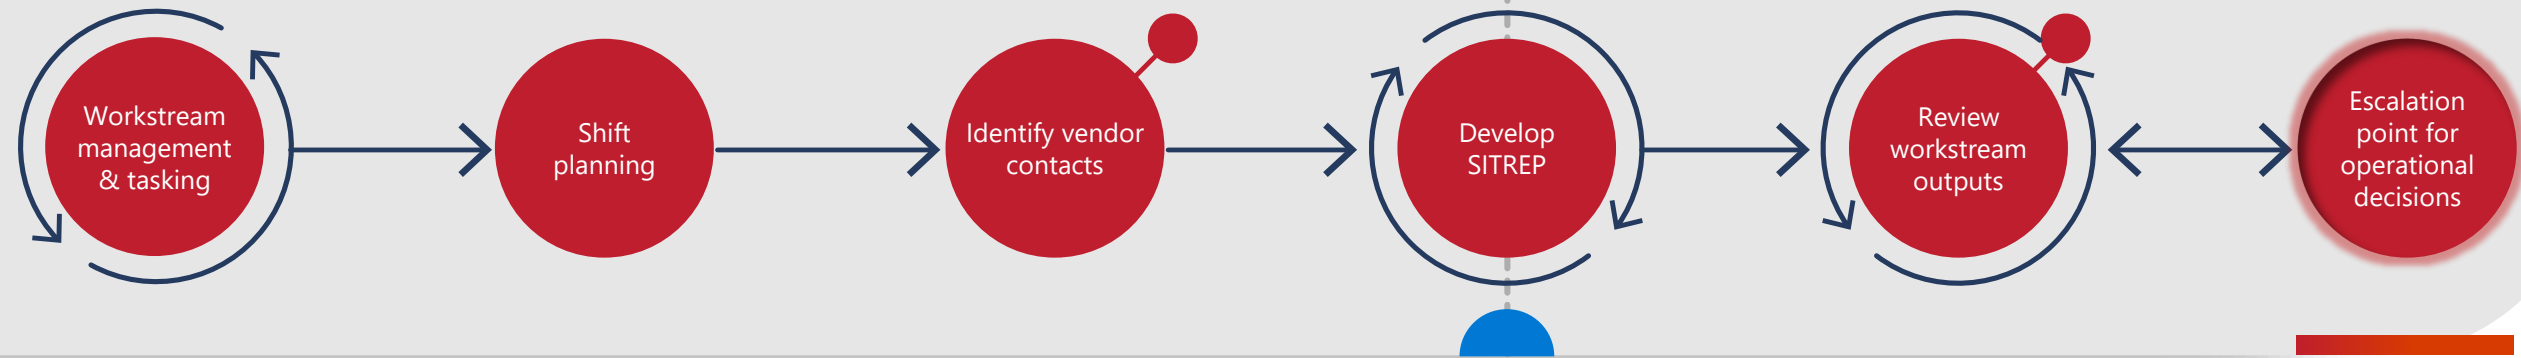 Workstream
management
& tasking
Shift
planning
Identify vendor
contacts
Develop
SITREP
Review
workstream
outputs
Escalation
point for
operational
decisions